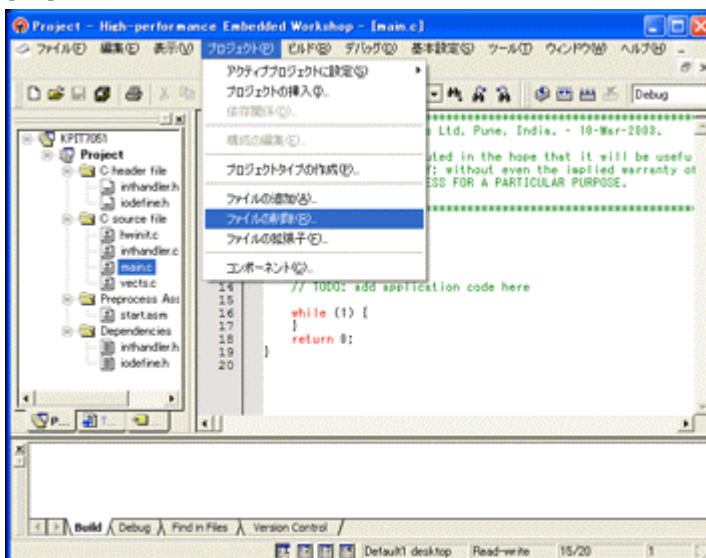 Project - High-performance Embedded Workshop - [main.c]
ファイル(F) 編集(E) 表示(V) プロジェクト(P) ビルド(B) デバッグ(D) 基本設定(S) ツール(T) ウィンドウ(W) ヘルプ(H)
アクティブプロジェクトに設定(S)
プロジェクトの挿入(I)...
依存関係(O)...
構成の編集(E)...
プロジェクトタイプの作成(P)...
ファイルの追加(A)...
ファイルの削除(R)...
ファイルの拡張子(F)...
コンポーネント(C)...
Debug
KPIT7051
Project
C header file
inthandler.h
iodefine.h
C source file
hwinit.c
inthandler.c
main.c
vects.c
Preprocess Ass
start.asm
Dependencies
inthandler.h
iodefine.h
P...
T...
Ltd, Pune, India. - 10-Mar-2003.
uted in the hope that it will be usefu
; without even the implied warranty of
ESS FOR A PARTICULAR PURPOSE.
14 // TODO: add application code here
15
16 while (1) {
17 }
18 return 0;
19 }
20
Build Debug Find in Files Version Control
Default1 desktop Read-write 15/20 1